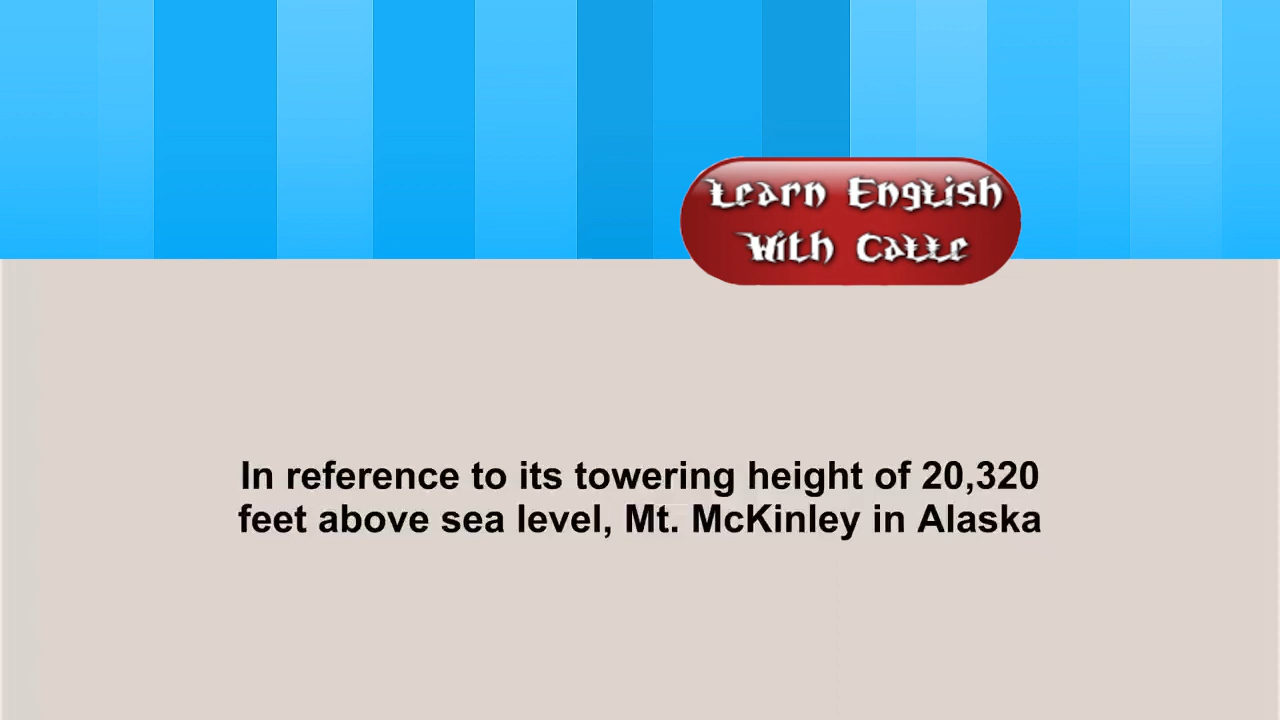 Learn English
With Calle
In reference to its towering height of 20,320
feet above sea level, Mt. McKinley in Alaska